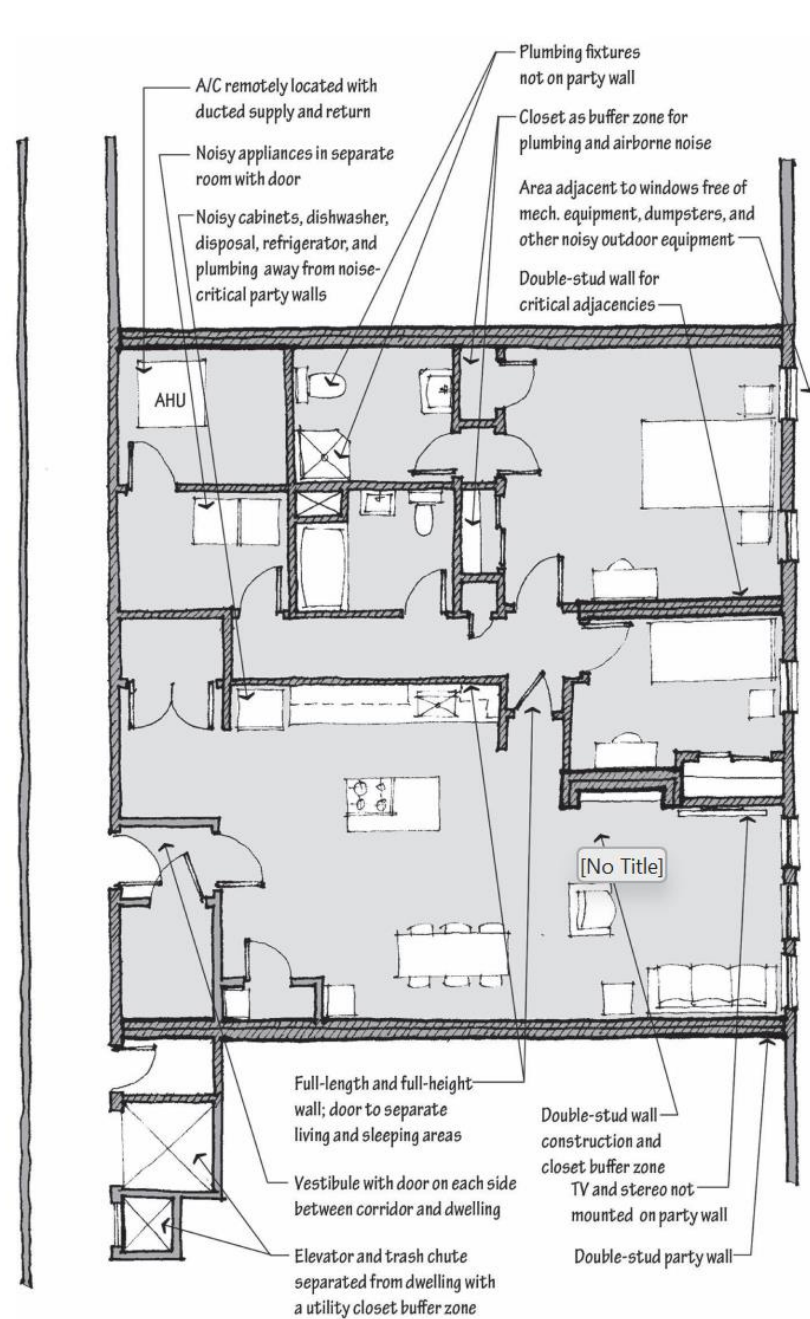 A/C remotely located with
ducted supply and return
Noisy appliances in separate
room with door
Noisy cabinets, dishwasher,
disposal, refrigerator, and
plumbing away from noise-
critical party walls
Plumbing fixtures
not on party wall
Closet as buffer zone for
plumbing and airborne noise
Area adjacent to windows free of
mech. equipment, dumpsters, and
other noisy outdoor equipment
Double-stud wall for
critical adjacencies
AHU
[No Title]
Full-length and full-height
wall; door to separate
living and sleeping areas
Vestibule with door on each side
between corridor and dwelling
Elevator and trash chute
separated from dwelling with
a utility closet buffer zone
Double-stud wall
construction and
closet buffer zone
TV and stereo not
mounted on party wall
Double-stud party wall